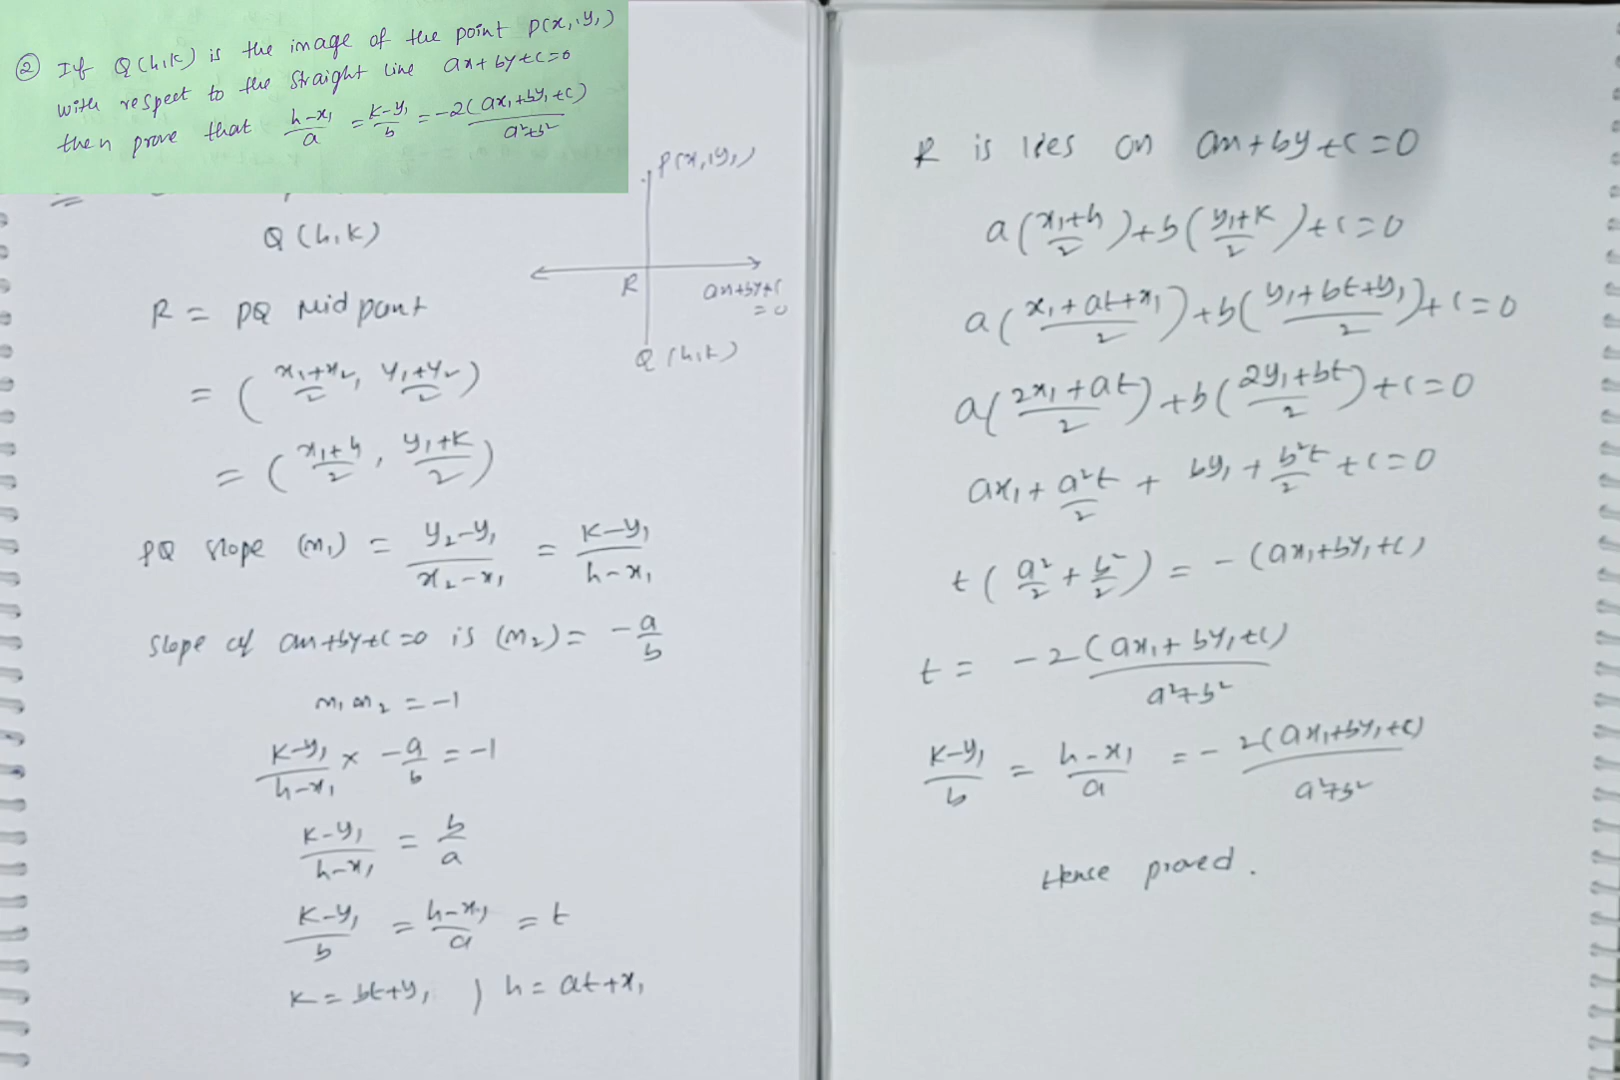 ② If Q(h,k) is the image of the point P(x₁,y₁)
with respect to the straight line ax+by+c=0
then prove that (h-x₁)/a = (k-y₁)/b = -2(ax₁+by₁+c)/(a²+b²)
Q(h,k)
R = PQ Midpoint
= ((x₁+x₂)/2, (y₁+y₂)/2)
= ((x₁+h)/2, (y₁+k)/2)
PQ slope (m₁) = (y₂-y₁)/(x₂-x₁) = (k-y₁)/(h-x₁)
Slope of ax+by+c=0 is (m₂) = -a/b
m₁m₂ = -1
(k-y₁)/(h-x₁) × -a/b = -1
(k-y₁)/(h-x₁) = b/a
(k-y₁)/b = (h-x₁)/a = t
k = bt+y₁, ) h = at+x₁
P(x₁,y₁)
R
ax+by+c
=0
Q(h,k)
R is lies on ax+by+c=0
a((x₁+h)/2)+b((y₁+k)/2)+c=0
a((x₁+at+x₁)/2)+b((y₁+bt+y₁)/2)+c=0
a((2x₁+at)/2)+b((2y₁+bt)/2)+c=0
ax₁+a²t/2 + by₁+b²t/2+c=0
t(a²/2+b²/2) = -(ax₁+by₁+c)
t = -2(ax₁+by₁+c)/(a²+b²)
(k-y₁)/b = (h-x₁)/a = -2(ax₁+by₁+c)/(a²+b²)
Hence proved.